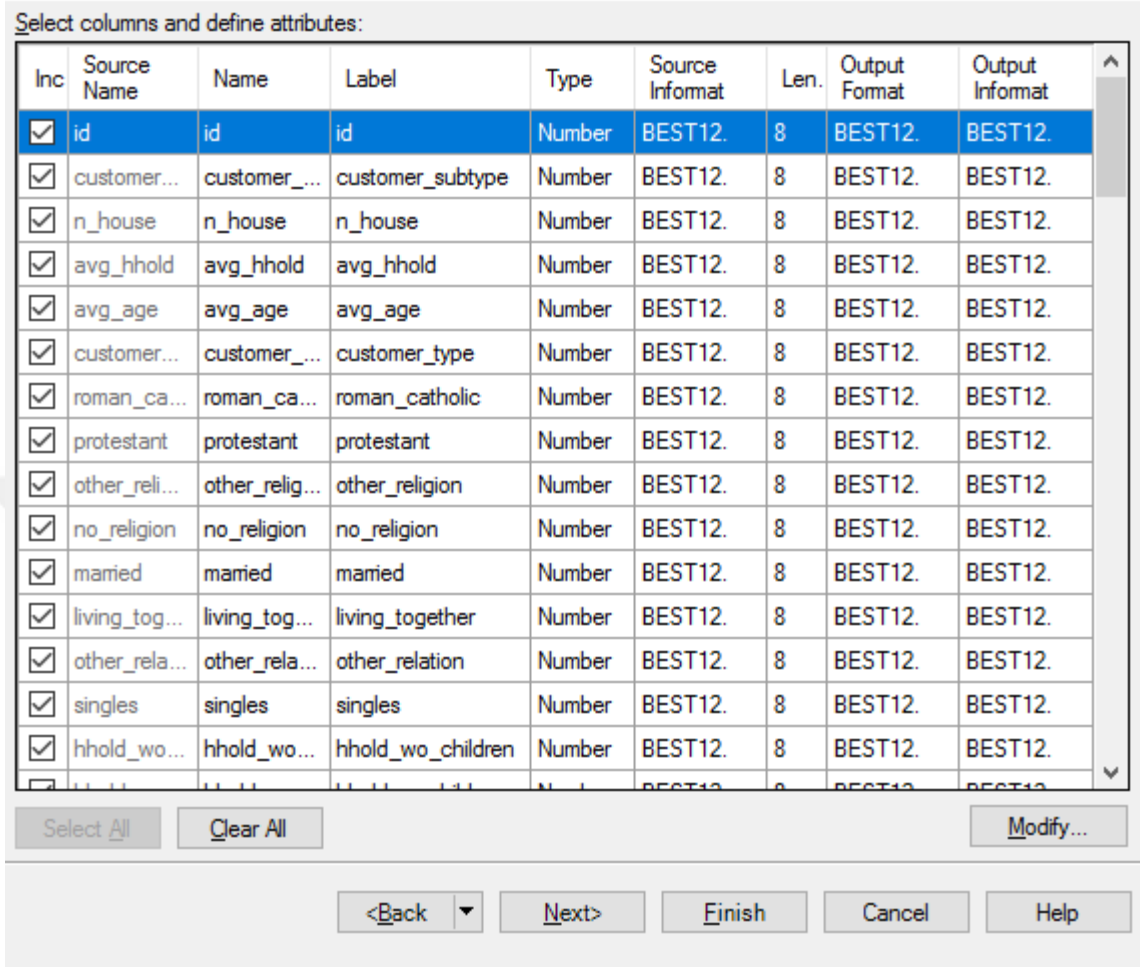 Select columns and define attributes:
Inc Source Name Name Label Type Source Informat Len. Output Format Output Informat
id id id Number BEST12. 8 BEST12. BEST12.
customer... customer_... customer_subtype Number BEST12. 8 BEST12. BEST12.
n_house n_house n_house Number BEST12. 8 BEST12. BEST12.
avg_hhold avg_hhold avg_hhold Number BEST12. 8 BEST12. BEST12.
avg_age avg_age avg_age Number BEST12. 8 BEST12. BEST12.
customer... customer_... customer_type Number BEST12. 8 BEST12. BEST12.
roman_ca... roman_ca... roman_catholic Number BEST12. 8 BEST12. BEST12.
protestant protestant protestant Number BEST12. 8 BEST12. BEST12.
other_reli... other_relig... other_religion Number BEST12. 8 BEST12. BEST12.
no_religion no_religion no_religion Number BEST12. 8 BEST12. BEST12.
married married married Number BEST12. 8 BEST12. BEST12.
living_tog... living_tog... living_together Number BEST12. 8 BEST12. BEST12.
other_rela... other_rela... other_relation Number BEST12. 8 BEST12. BEST12.
singles singles singles Number BEST12. 8 BEST12. BEST12.
hhold_wo... hhold_wo... hhold_wo_children Number BEST12. 8 BEST12. BEST12.
Select All Clear All Modify...
<Back Next> Finish Cancel Help